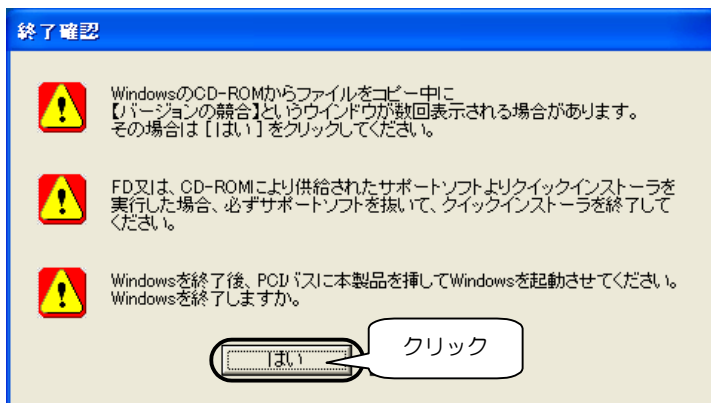 終了確認
WindowsのCD-ROMからファイルをコピー中に
【バージョンの競合】というウインドウが数回表示される場合があります。
その場合は［はい］をクリックしてください。
FD又は、CD-ROMにより供給されたサポートソフトよりクイックインストーラを
実行した場合、必ずサポートソフトを抜いて、クイックインストーラを終了して
ください。
Windowsを終了後、PCIバスに本製品を挿してWindowsを起動させてください。
Windowsを終了しますか。
はい
クリック